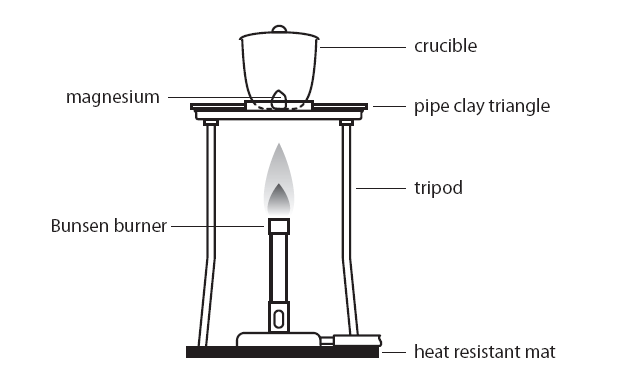 crucible
magnesium
pipe clay triangle
tripod
Bunsen burner
heat resistant mat